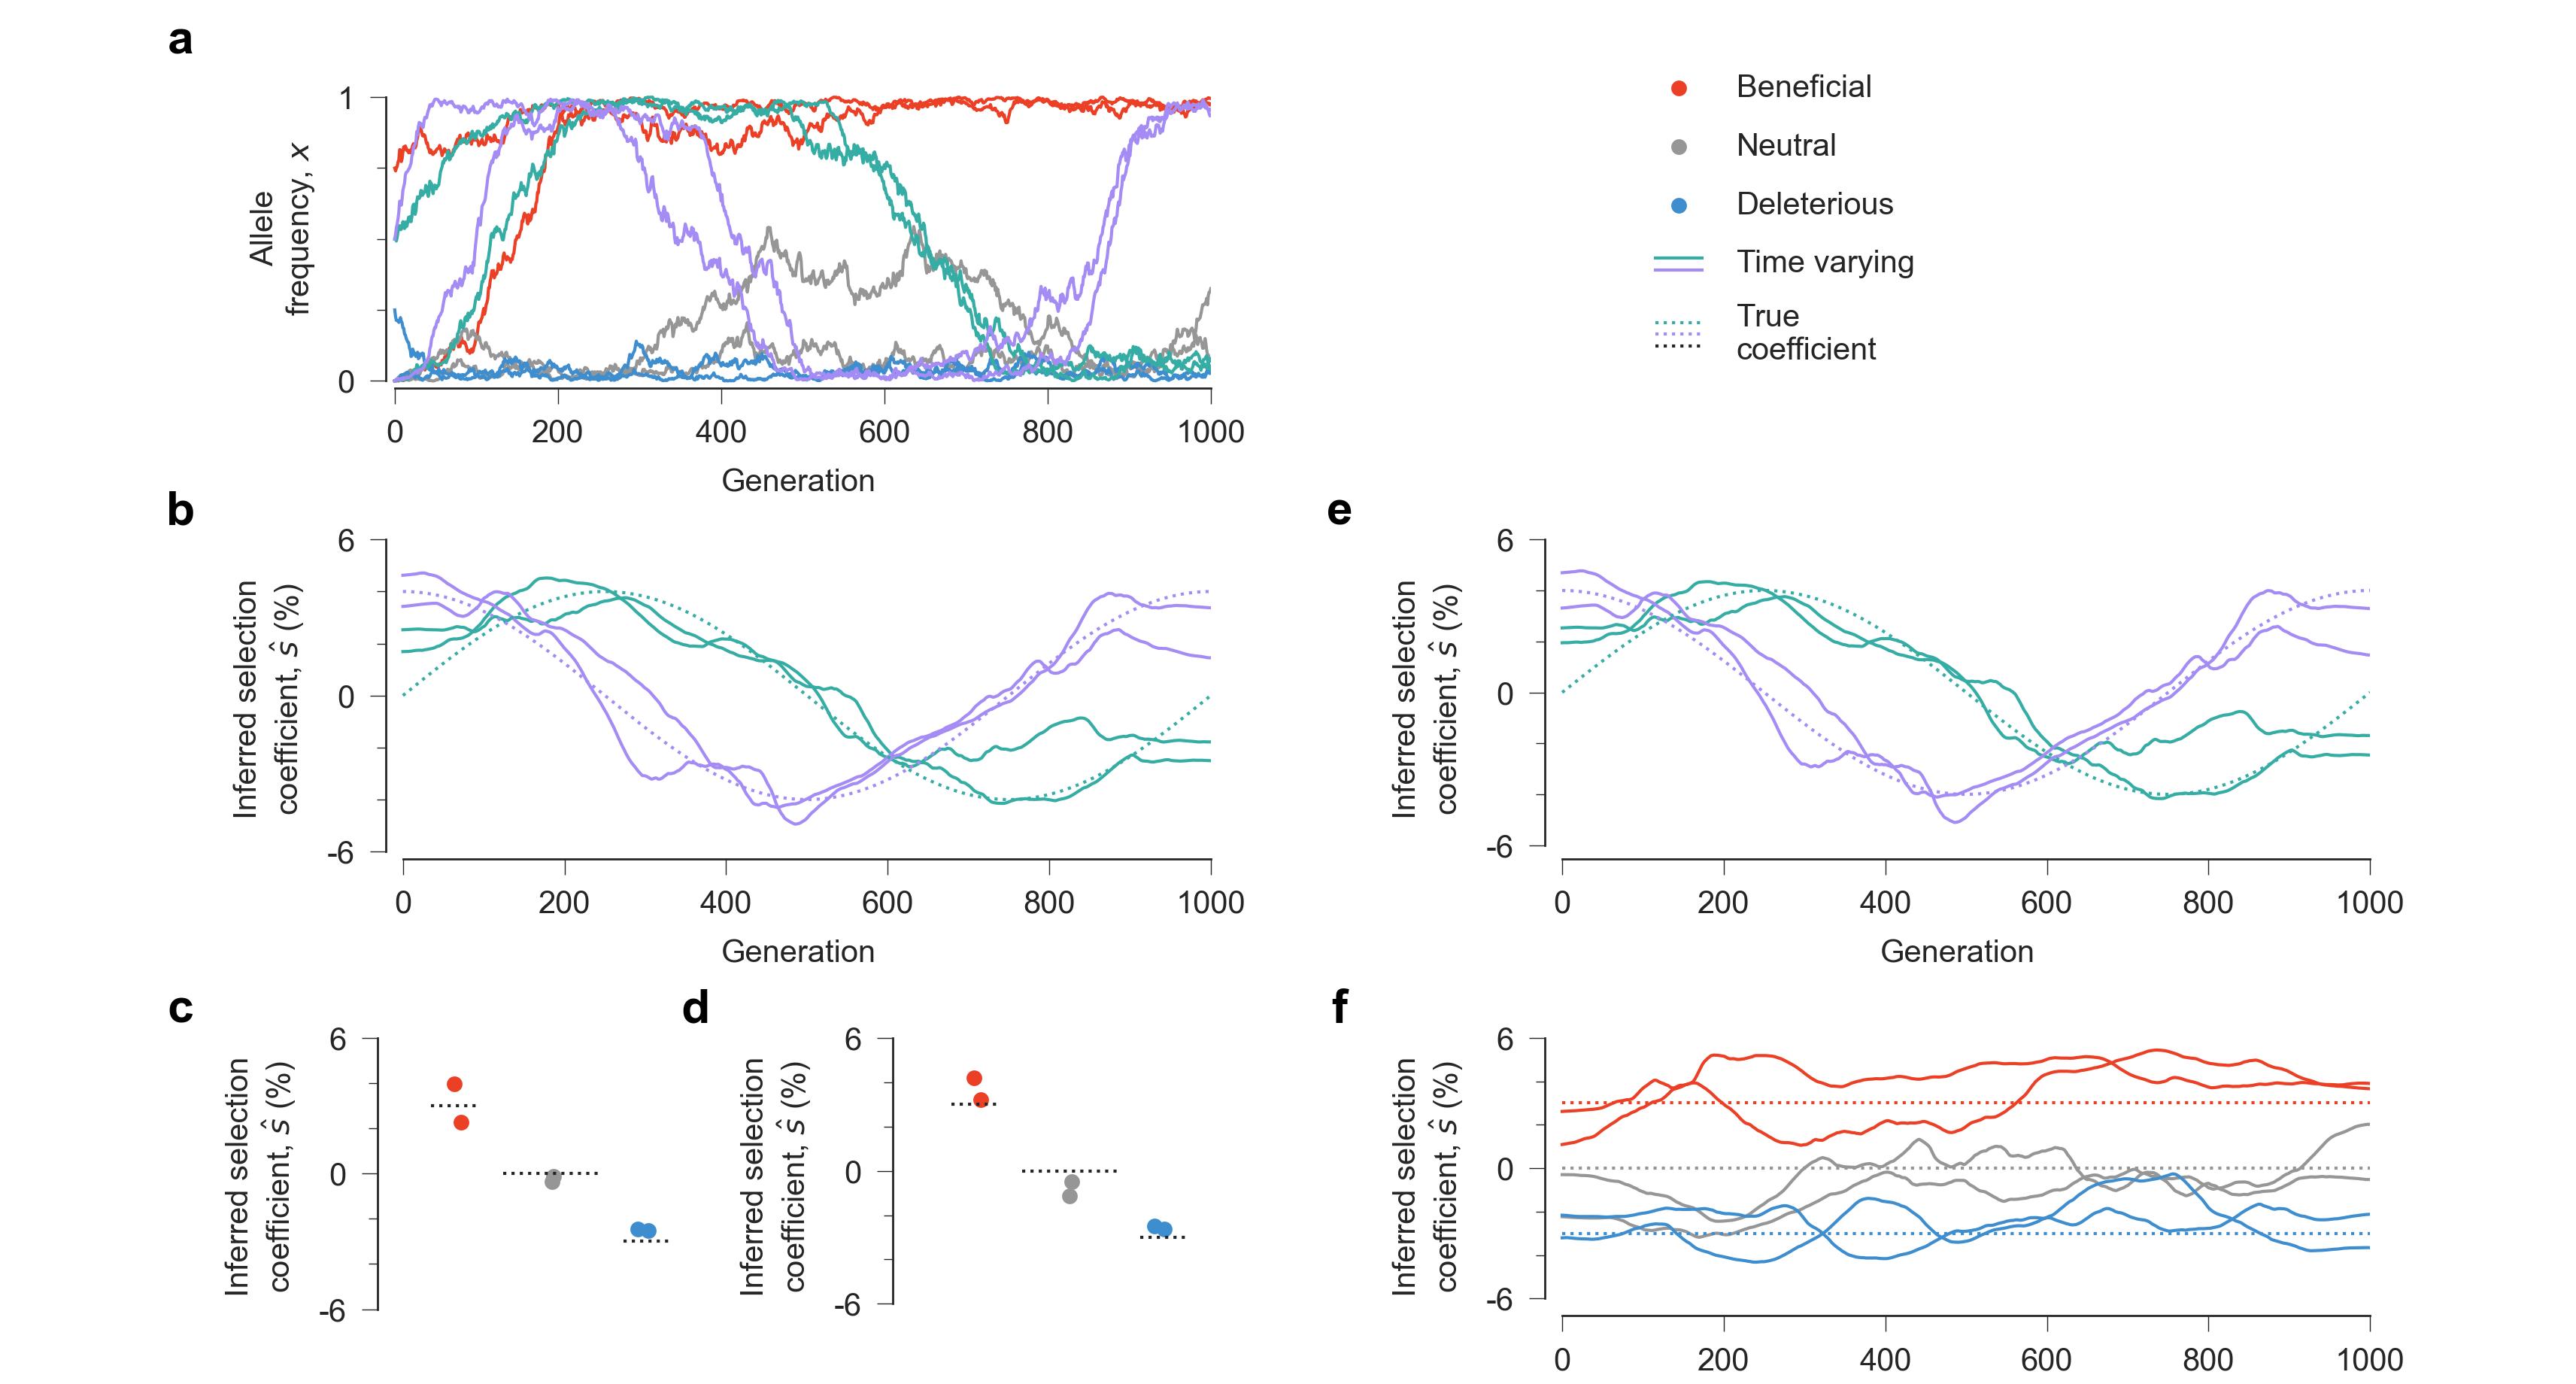 a
1
0
Allele
frequency, x
0 200 400 600 800 1000
Generation
Beneficial
Neutral
Deleterious
Time varying
True
coefficient
b
6
0
-6
Inferred selection
coefficient, ŝ (%)
0 200 400 600 800 1000
Generation
e
6
0
-6
Inferred selection
coefficient, ŝ (%)
0 200 400 600 800 1000
Generation
c
6
0
-6
Inferred selection
coefficient, ŝ (%)
d
6
0
-6
Inferred selection
coefficient, ŝ (%)
f
6
0
-6
Inferred selection
coefficient, ŝ (%)
0 200 400 600 800 1000